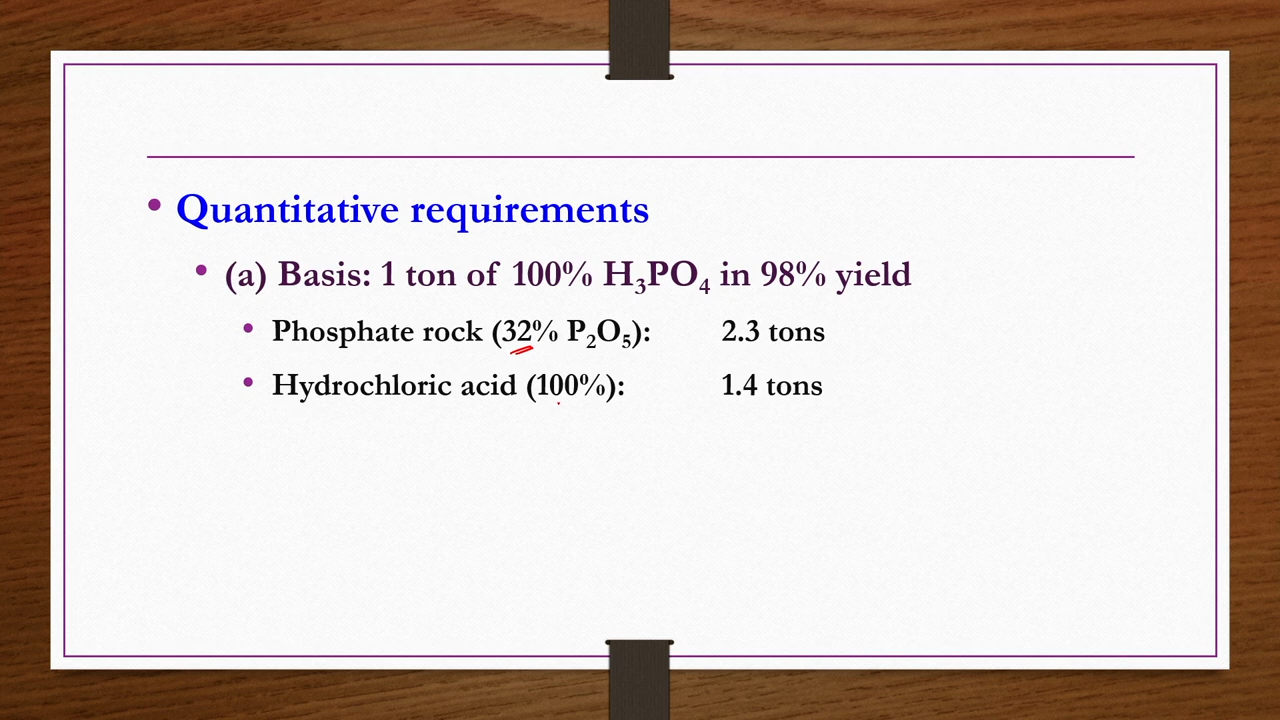 • Quantitative requirements
• (a) Basis: 1 ton of 100% H₃PO₄ in 98% yield
• Phosphate rock (32% P₂O₅): 2.3 tons
• Hydrochloric acid (100%): 1.4 tons